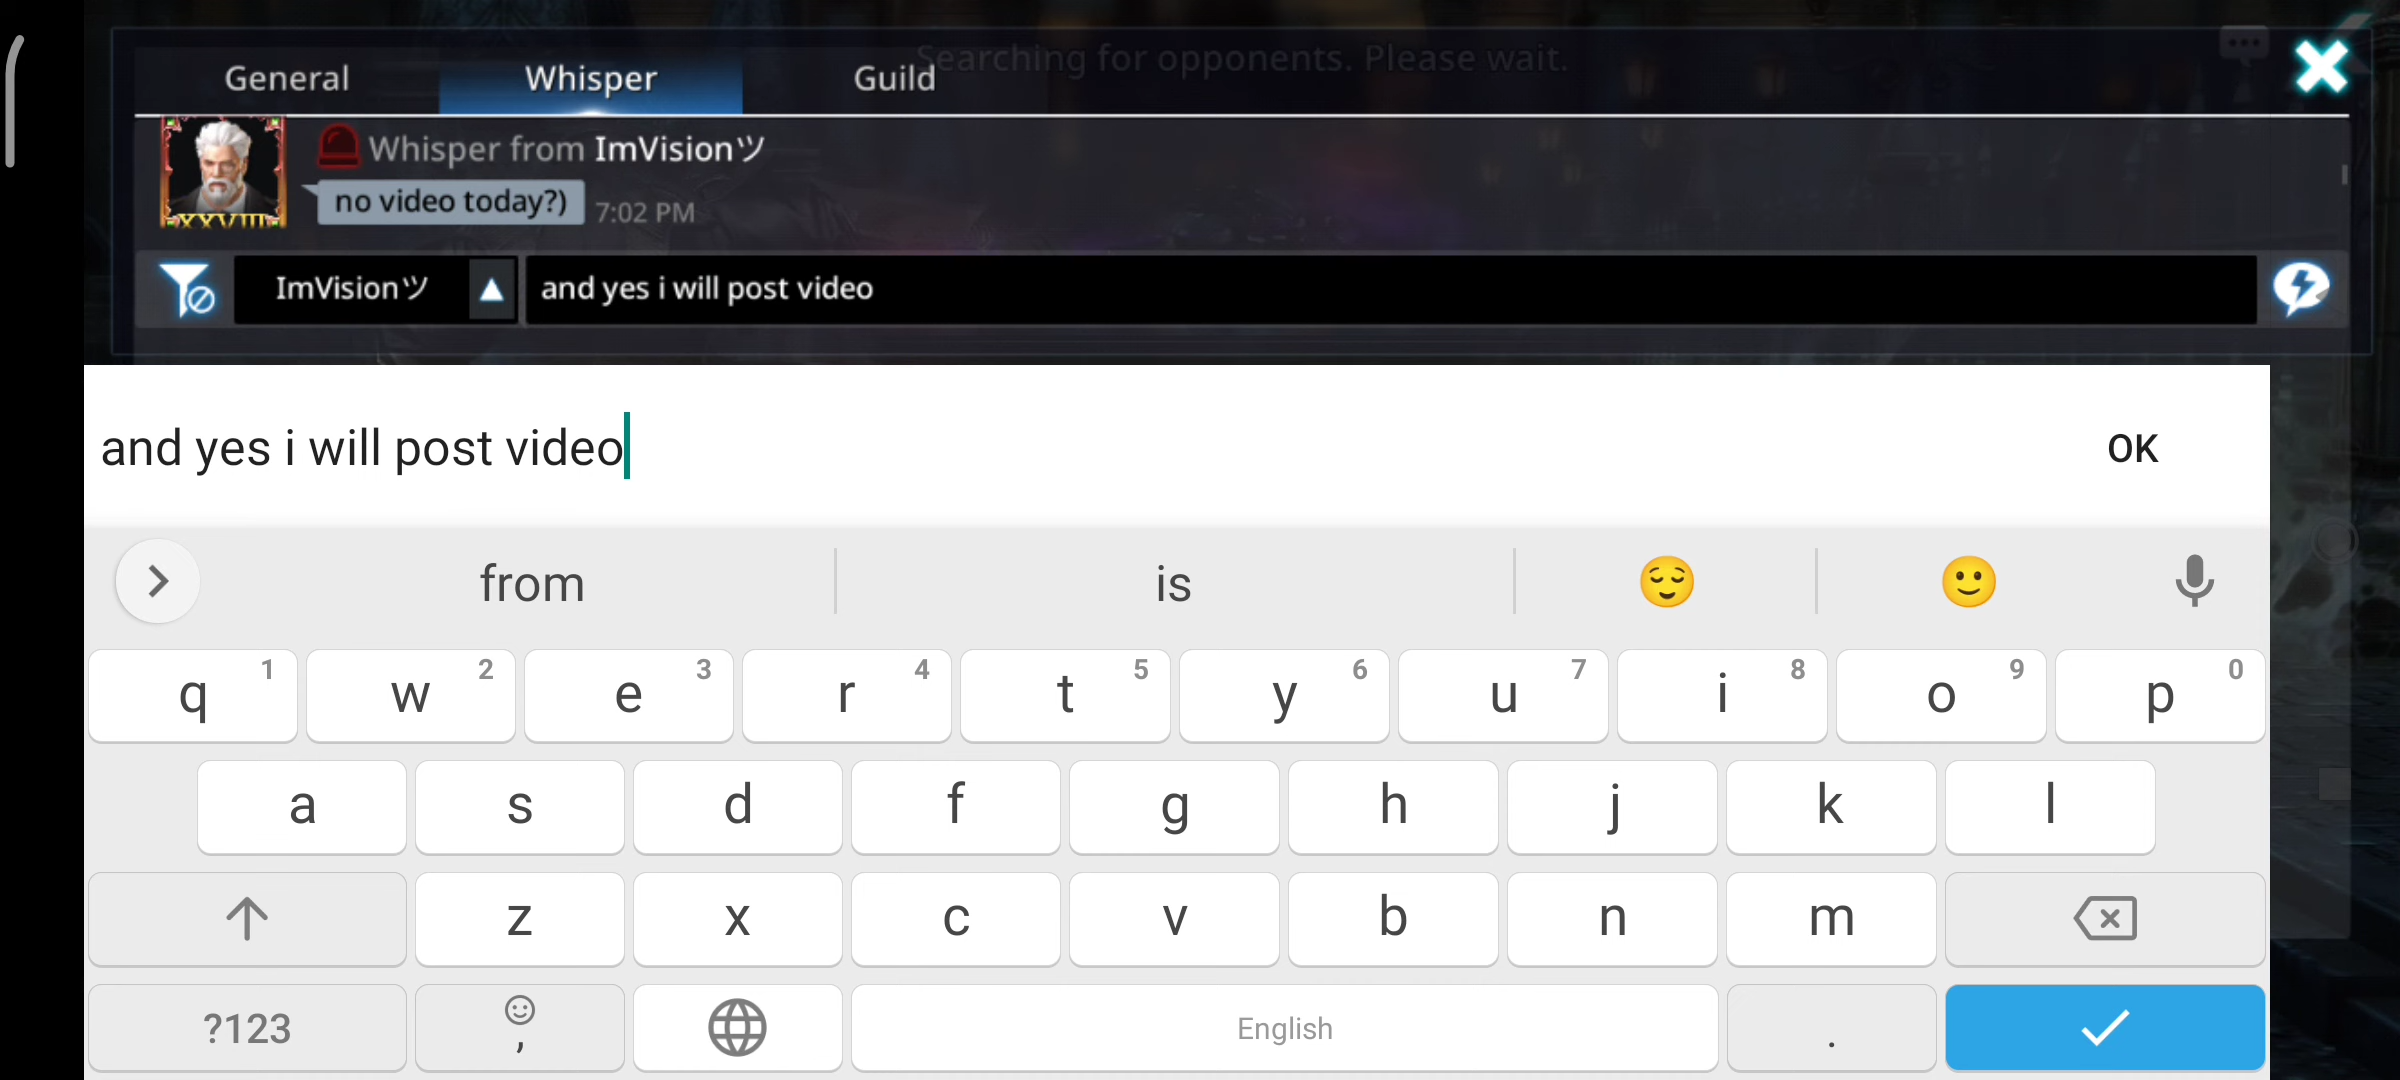 Searching for opponents. Please wait.
General Whisper Guild
Whisper from ImVisionツ
no video today?) 7:02 PM
XXVIII
ImVisionツ and yes i will post video
and yes i will post video OK
from is
q 1 w 2 e 3 r 4 t 5 y 6 u 7 i 8 o 9 p 0
a s d f g h j k l
z x c v b n m
?123 , English .